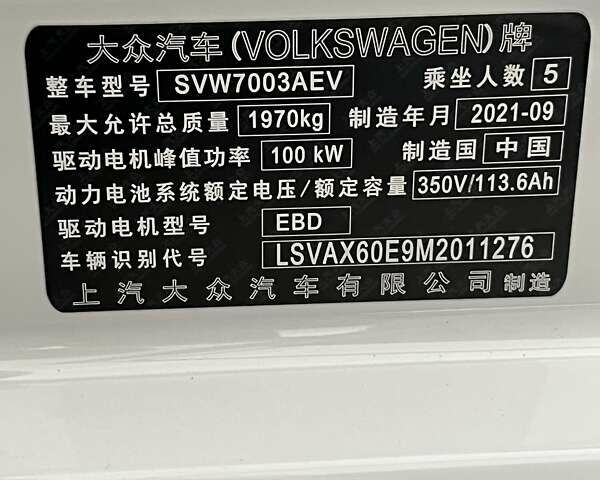 大众汽车(VOLKSWAGEN)牌
整车型号 SVW7003AEV 乘坐人数 5
最大允许总质量 1970kg 制造年月 2021-09
驱动电机峰值功率 100 kW 制造国 中国
动力电池系统额定电压/额定容量 350V/113.6Ah
驱动电机型号 EBD
车辆识别代号 LSVAX60E9M2011276
上汽大众汽车有限公司 制造